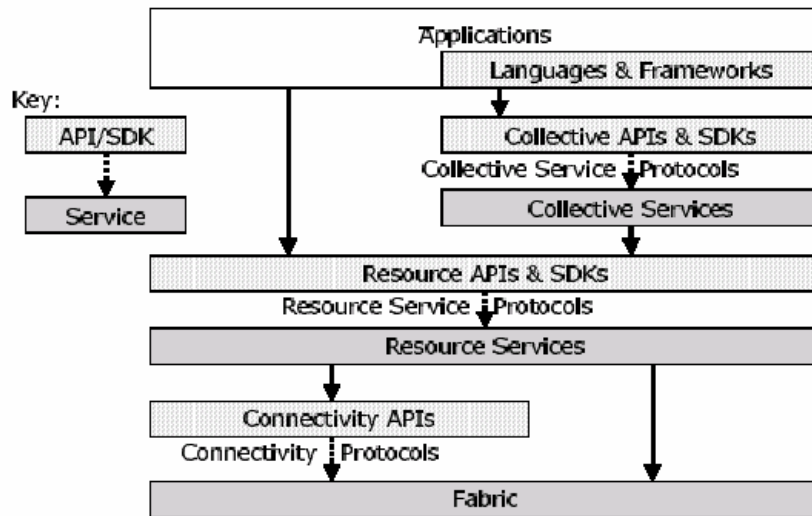 Applications
Languages & Frameworks
Key:
API/SDK
Collective APIs & SDKs
Collective Service Protocols
Service
Collective Services
Resource APIs & SDKs
Resource Service Protocols
Resource Services
Connectivity APIs
Connectivity Protocols
Fabric